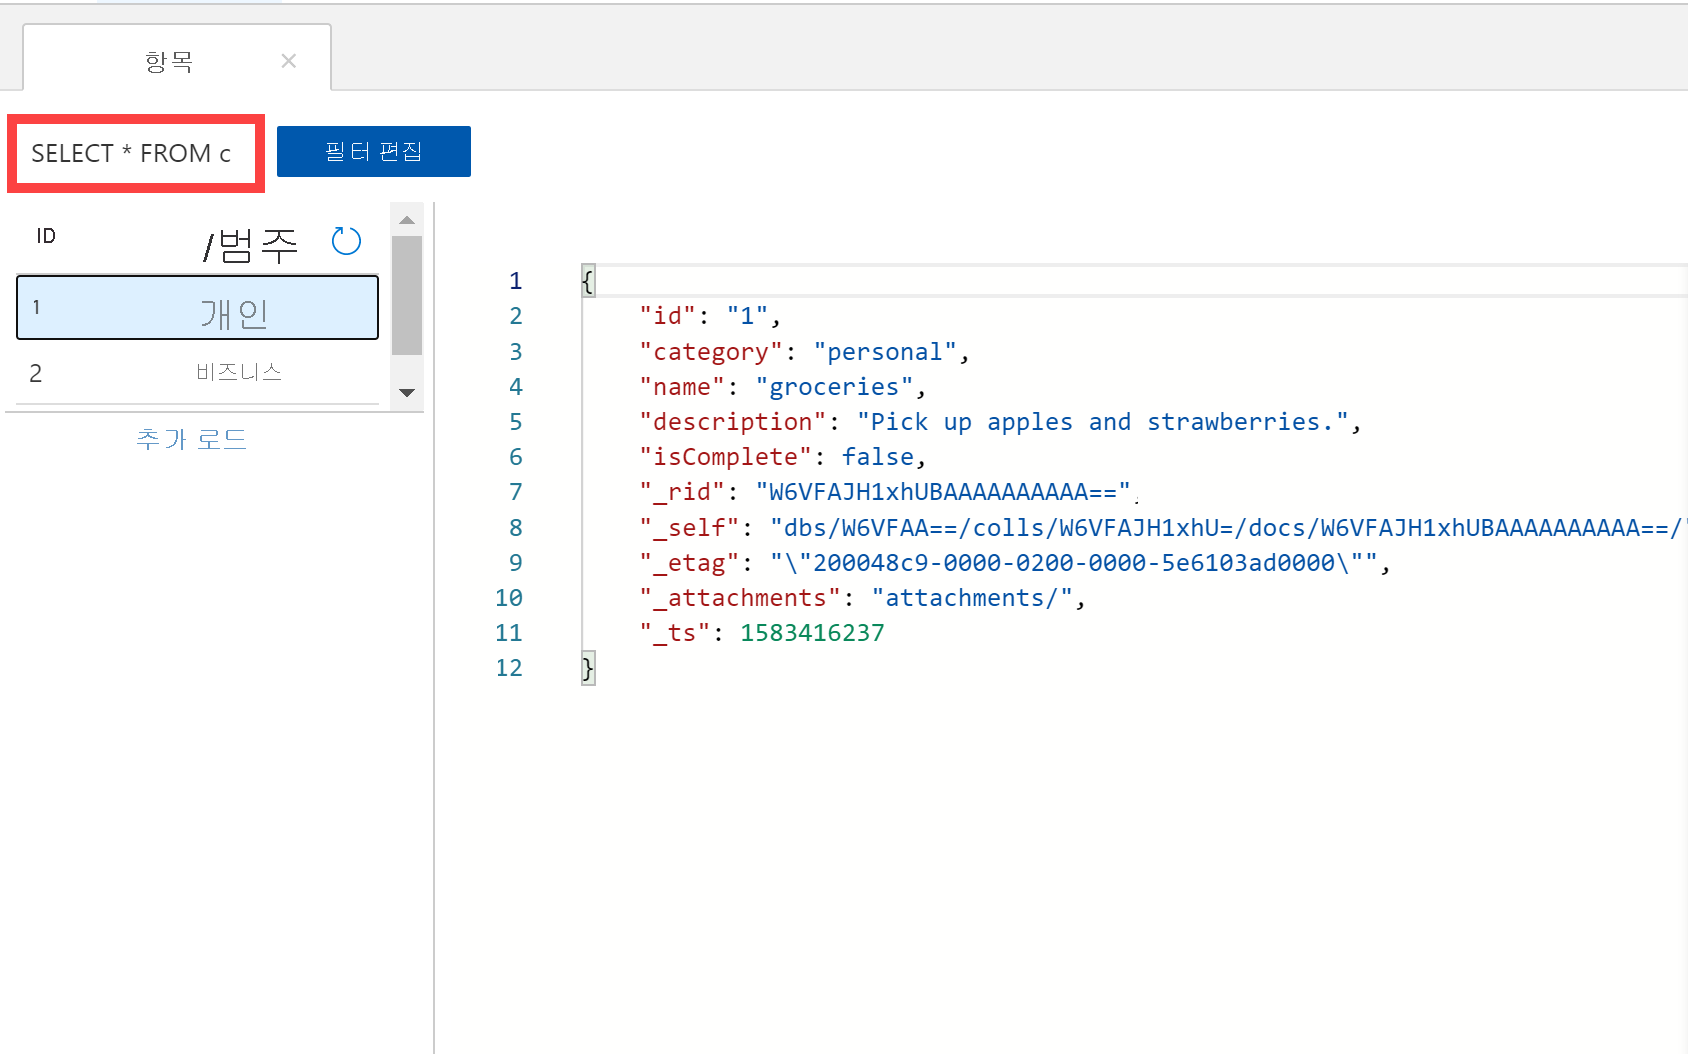 항목 ×
SELECT * FROM c 필터 편집
ID /범주
1 개인
2 비즈니스
추가 로드
1 {
2 "id": "1",
3 "category": "personal",
4 "name": "groceries",
5 "description": "Pick up apples and strawberries.",
6 "isComplete": false,
7 "_rid": "W6VFAJH1xhUBAAAAAAAAAA==",
8 "_self": "dbs/W6VFAA==/colls/W6VFAJH1xhU=/docs/W6VFAJH1xhUBAAAAAAAAAA==/"
9 "_etag": "\"200048c9-0000-0200-0000-5e6103ad0000\"",
10 "_attachments": "attachments/",
11 "_ts": 1583416237
12 }